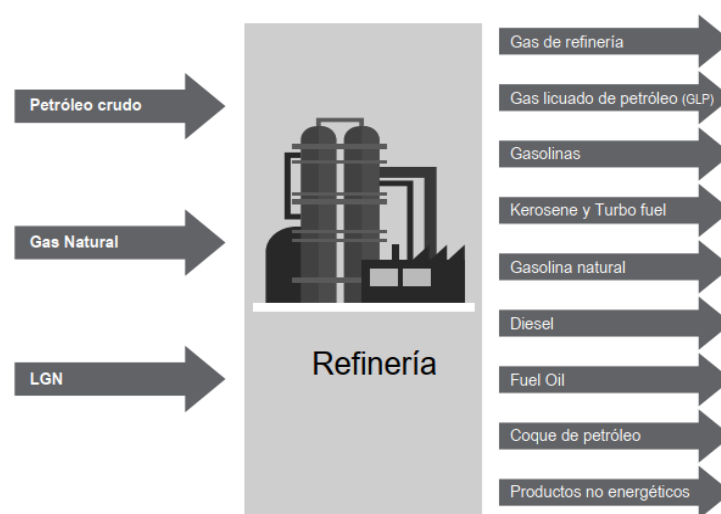 Petróleo crudo
Gas Natural
LGN
Refinería
Gas de refinería
Gas licuado de petróleo (GLP)
Gasolinas
Kerosene y Turbo fuel
Gasolina natural
Diesel
Fuel Oil
Coque de petróleo
Productos no energéticos